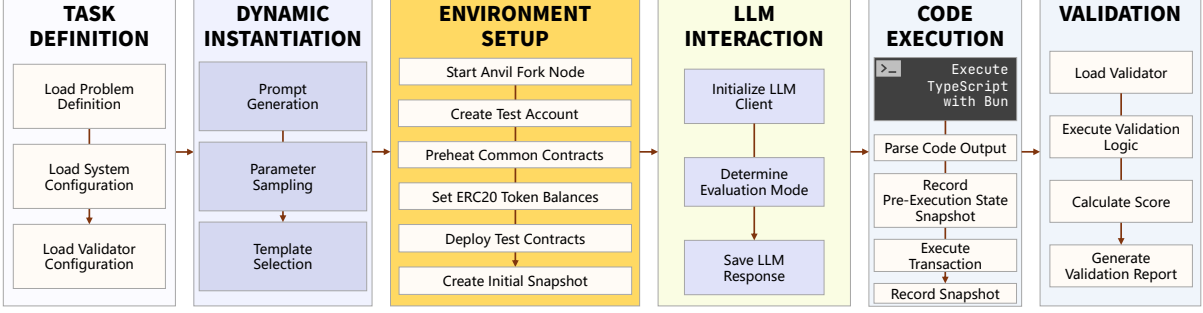 TASK
DEFINITION
Load Problem
Definition
Load System
Configuration
Load Validator
Configuration
DYNAMIC
INSTANTIATION
Prompt
Generation
Parameter
Sampling
Template
Selection
ENVIRONMENT
SETUP
Start Anvil Fork Node
Create Test Account
Preheat Common Contracts
Set ERC20 Token Balances
Deploy Test Contracts
Create Initial Snapshot
LLM
INTERACTION
Initialize LLM
Client
Determine
Evaluation Mode
Save LLM
Response
CODE
EXECUTION
>_ Execute
TypeScript
with Bun
Parse Code Output
Record
Pre-Execution State
Snapshot
Execute
Transaction
Record Snapshot
VALIDATION
Load Validator
Execute Validation
Logic
Calculate Score
Generate
Validation Report